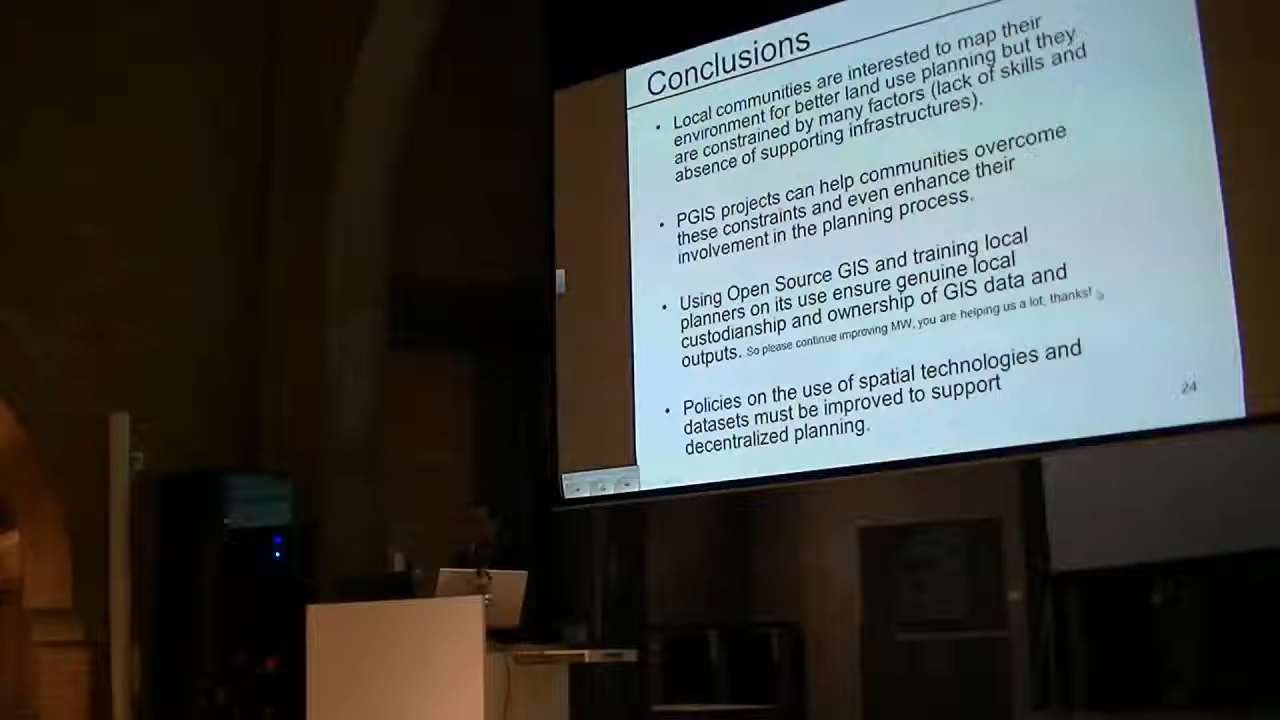 Conclusions
• Local communities are interested to map their
environment for better land use planning but they
are constrained by many factors (lack of skills and
absence of supporting infrastructures).
• PGIS projects can help communities overcome
these constraints and even enhance their
involvement in the planning process.
• Using Open Source GIS and training local
planners on its use ensure genuine local
custodianship and ownership of GIS data and
outputs. So please continue improving MW, you are helping us a lot, thanks!
• Policies on the use of spatial technologies and
datasets must be improved to support
decentralized planning.
24